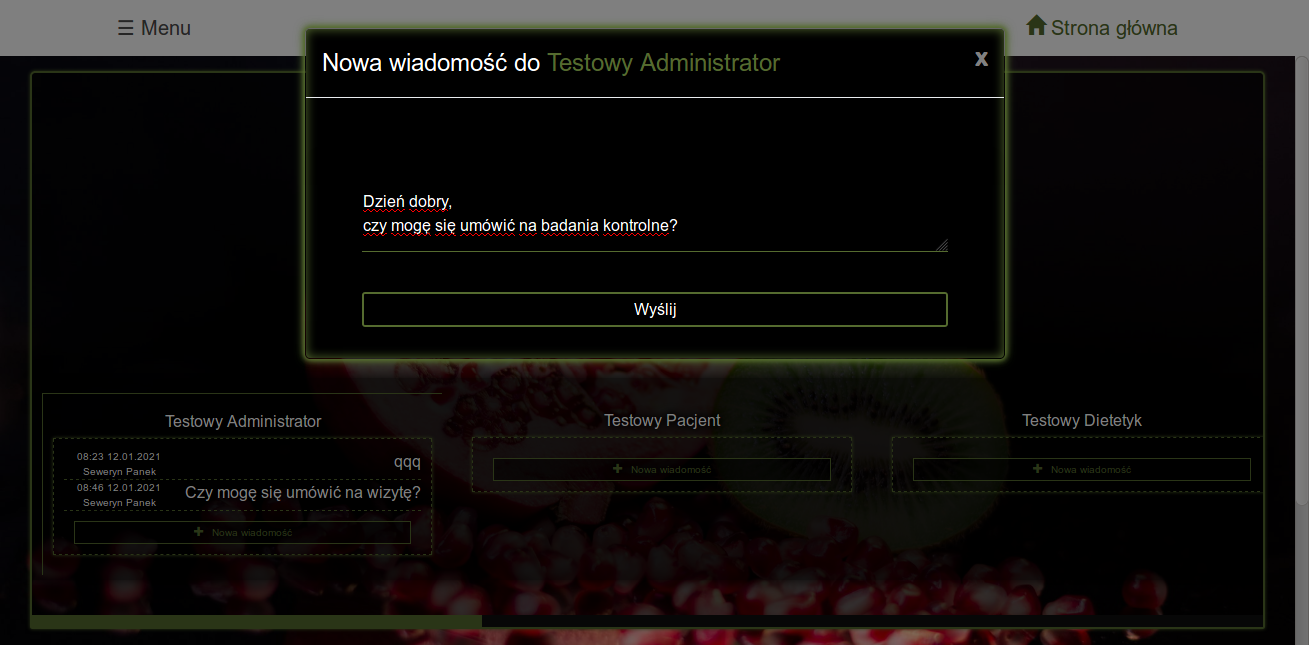 ☰ Menu
Strona główna
Nowa wiadomość do Testowy Administrator
x
Dzień dobry,
czy mogę się umówić na badania kontrolne?
Wyślij
Testowy Administrator
08:23 12.01.2021
Seweryn Panek
qqq
08:46 12.01.2021
Seweryn Panek
Czy mogę się umówić na wizytę?
+ Nowa wiadomość
Testowy Pacjent
+ Nowa wiadomość
Testowy Dietetyk
+ Nowa wiadomość